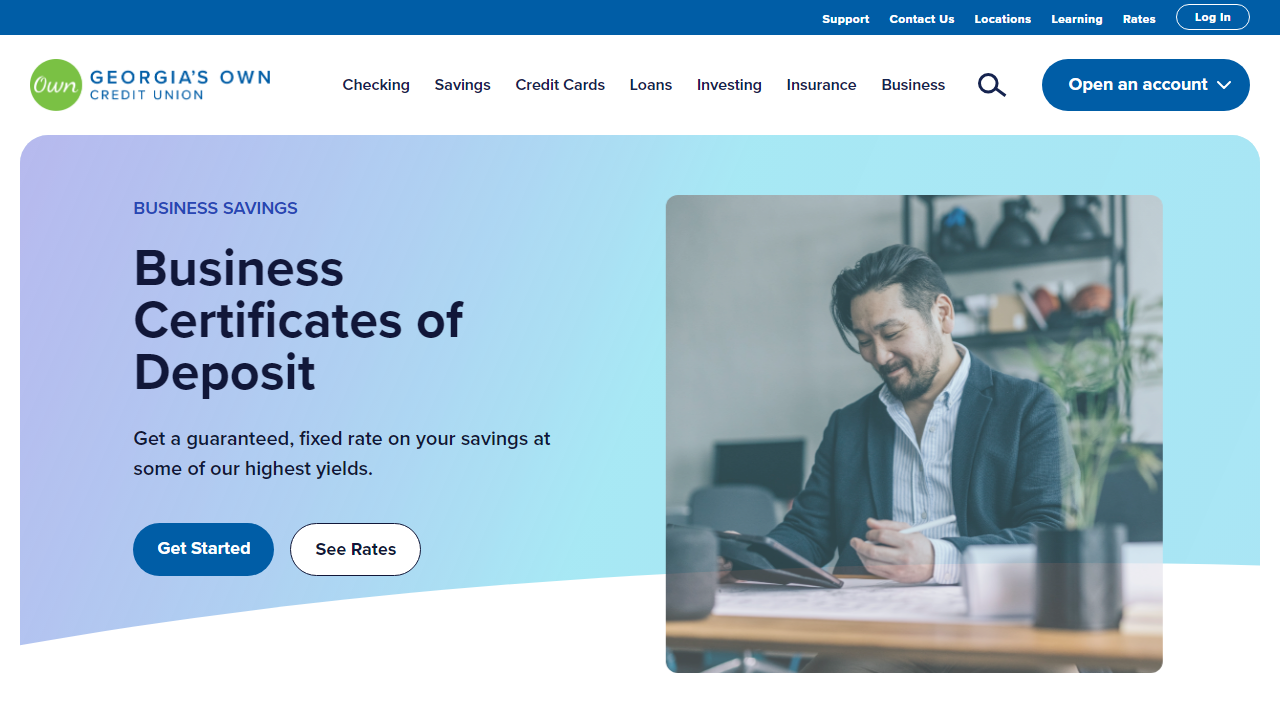 Support Contact Us Locations Learning Rates Log In
Own GEORGIA'S OWN
CREDIT UNION
Checking Savings Credit Cards Loans Investing Insurance Business Open an account
BUSINESS SAVINGS
Business
Certificates of
Deposit
Get a guaranteed, fixed rate on your savings at
some of our highest yields.
Get Started See Rates